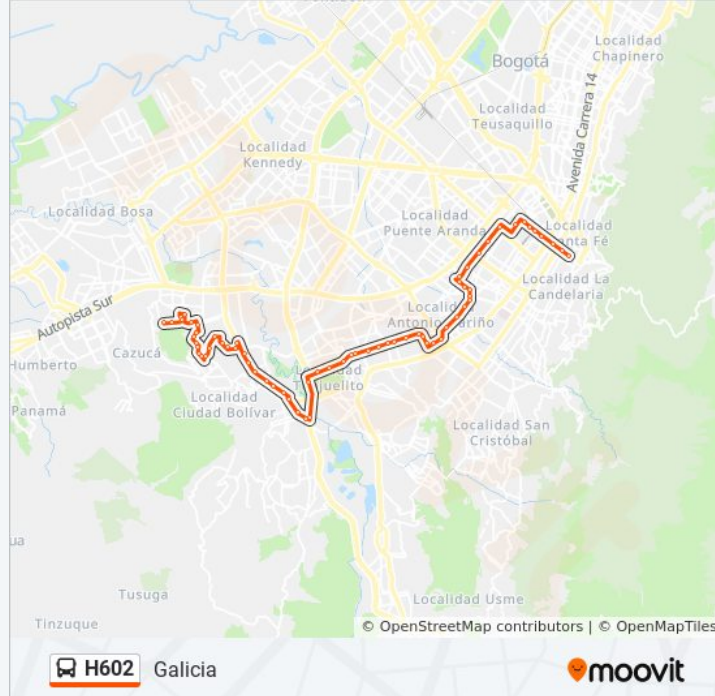 Localidad
Chapinero
Bogotá
Localidad
Teusaquillo
Avenida Carrera 14
Localidad
Kennedy
Localidad Bosa
Localidad
Puente Aranda
Localidad
Santa Fé
Localidad La
Candelaria
Autopista Sur
Localidad
Antonio Nariño
Cazucá
Humberto
Localidad
Tunjuelito
Localidad
Ciudad Bolívar
Panamá
Localidad San
Cristóbal
Tusuga
Localidad Usme
Tinzuque
© OpenStreetMap contributors | © OpenMapTiles
H602 Galicia
moovit